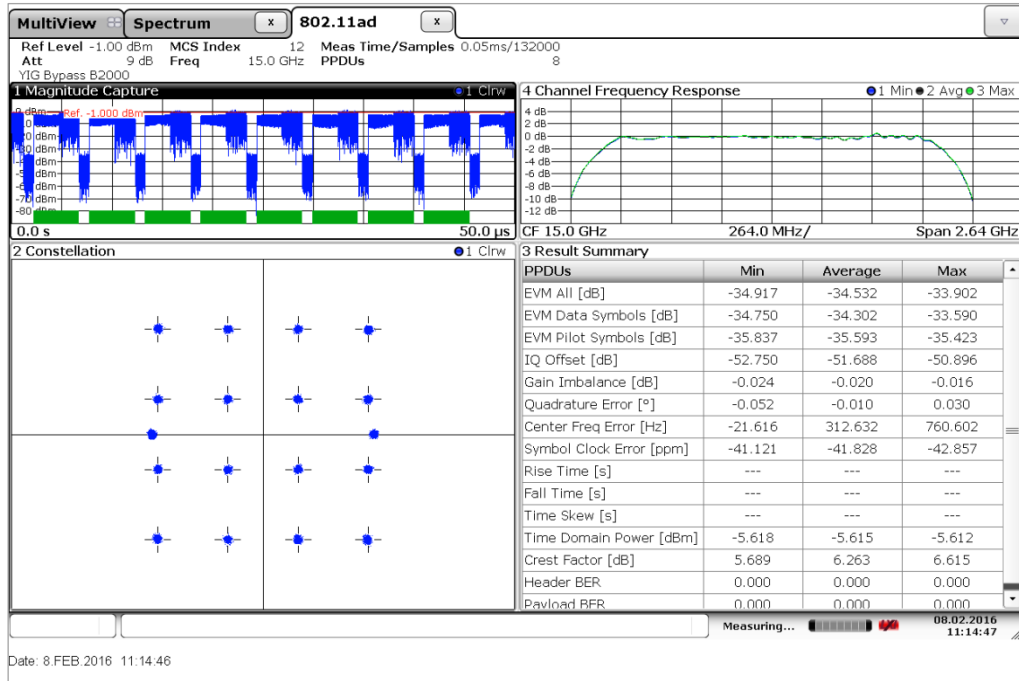 MultiView Spectrum x 802.11ad x
Ref Level -1.00 dBm MCS Index 12 Meas Time/Samples 0.05ms/132000
Att 9 dB Freq 15.0 GHz PPDUs 8
YIG Bypass B2000
1 Magnitude Capture 1 Clrw
Ref. -1.000 dBm
0.0 s 50.0 µs
4 Channel Frequency Response 1 Min 2 Avg 3 Max
4 dB
2 dB
0 dB
-2 dB
-4 dB
-6 dB
-8 dB
-10 dB
-12 dB
CF 15.0 GHz 264.0 MHz/ Span 2.64 GHz
2 Constellation 1 Clrw
3 Result Summary
PPDUs Min Average Max
EVM All [dB] -34.917 -34.532 -33.902
EVM Data Symbols [dB] -34.750 -34.302 -33.590
EVM Pilot Symbols [dB] -35.837 -35.593 -35.423
IQ Offset [dB] -52.750 -51.688 -50.896
Gain Imbalance [dB] -0.024 -0.020 -0.016
Quadrature Error [°] -0.052 -0.010 0.030
Center Freq Error [Hz] -21.616 312.632 760.602
Symbol Clock Error [ppm] -41.121 -41.828 -42.857
Rise Time [s] --- --- ---
Fall Time [s] --- --- ---
Time Skew [s] --- --- ---
Time Domain Power [dBm] -5.618 -5.615 -5.612
Crest Factor [dB] 5.689 6.263 6.615
Header BER 0.000 0.000 0.000
Payload BER 0.000 0.000 0.000
Measuring... 08.02.2016
11:14:47
Date: 8.FEB.2016 11:14:46